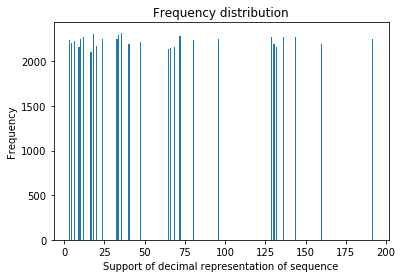 Frequency distribution
Frequency
2000
1500
1000
500
0
0 25 50 75 100 125 150 175 200
Support of decimal representation of sequence